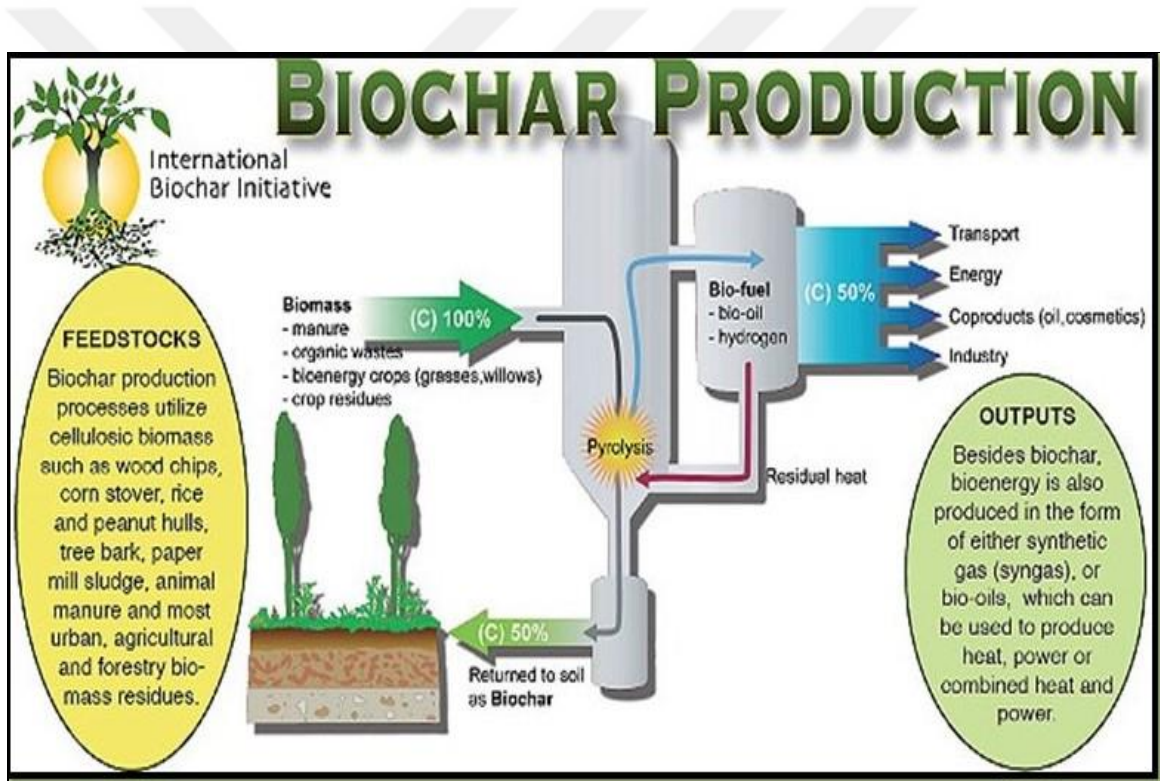 BIOCHAR PRODUCTION
International
Biochar Initiative
FEEDSTOCKS
Biochar production
processes utilize
cellulosic biomass
such as wood chips,
corn stover, rice
and peanut hulls,
tree bark, paper
mill sludge, animal
manure and most
urban, agricultural
and forestry bio-
mass residues.
Biomass
- manure
- organic wastes
- bioenergy crops (grasses,willows)
- crop residues
(C) 100%
Pyrolysis
Bio-fuel
- bio-oil
- hydrogen
(C) 50%
Transport
Energy
Coproducts (oil,cosmetics)
Industry
Residual heat
(C) 50%
Returned to soil
as Biochar
OUTPUTS
Besides biochar,
bioenergy is also
produced in the form
of either synthetic
gas (syngas), or
bio-oils, which can
be used to produce
heat, power or
combined heat and
power.